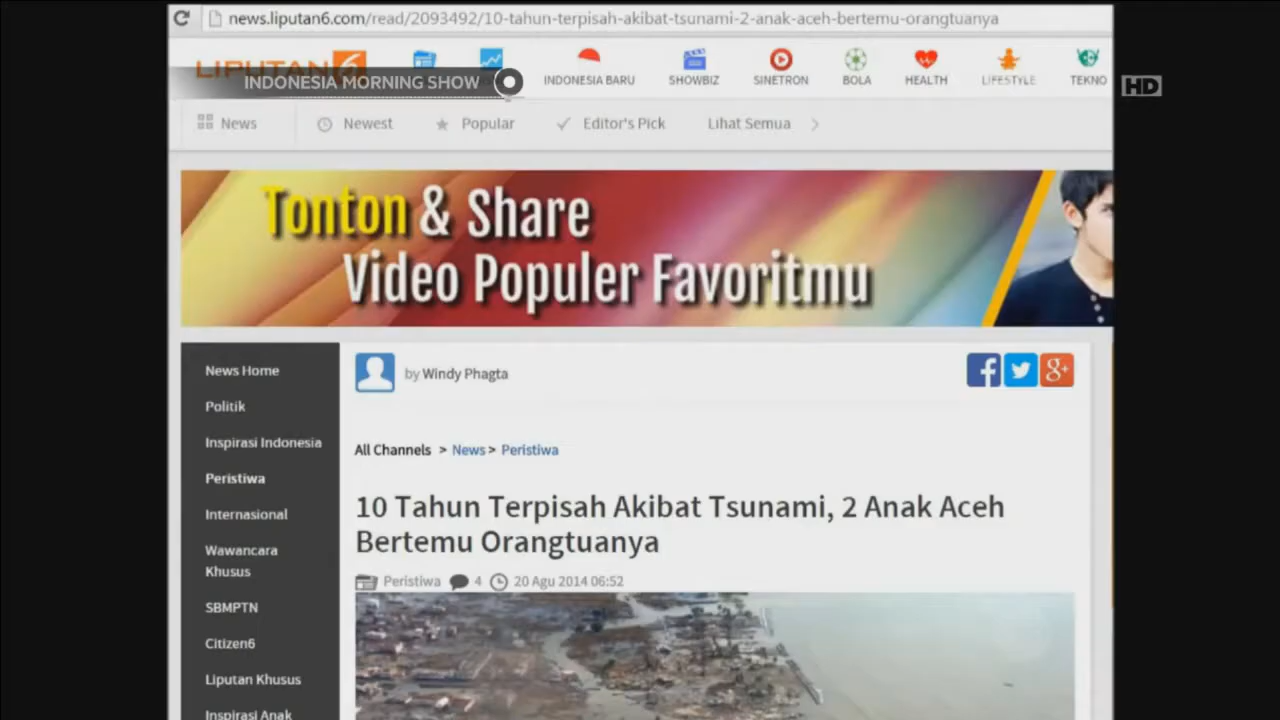 news.liputan6.com/read/2093492/10-tahun-terpisah-akibat-tsunami-2-anak-aceh-bertemu-orangtuanya
LIPUTAN 6
INDONESIA MORNING SHOW
INDONESIA BARU
SHOWBIZ
SINETRON
BOLA
HEALTH
LIFESTYLE
TEKNO
HD
News
Newest
Popular
Editor's Pick
Lihat Semua
Tonton & Share
Video Populer Favoritmu
News Home
Politik
Inspirasi Indonesia
Peristiwa
Internasional
Wawancara
Khusus
SBMPTN
Citizen6
Liputan Khusus
Inspirasi Anak
by Windy Phagta
All Channels > News > Peristiwa
10 Tahun Terpisah Akibat Tsunami, 2 Anak Aceh
Bertemu Orangtuanya
Peristiwa 4 20 Agu 2014 06:52